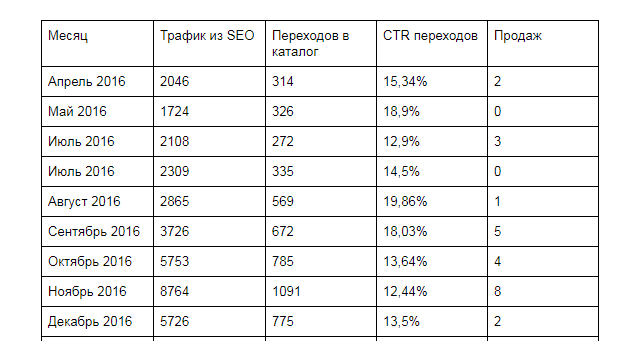 Месяц Трафик из SEO Переходов в каталог CTR переходов Продаж
Апрель 2016 2046 314 15,34% 2
Май 2016 1724 326 18,9% 0
Июль 2016 2108 272 12,9% 3
Июль 2016 2309 335 14,5% 0
Август 2016 2865 569 19,86% 1
Сентябрь 2016 3726 672 18,03% 5
Октябрь 2016 5753 785 13,64% 4
Ноябрь 2016 8764 1091 12,44% 8
Декабрь 2016 5726 775 13,5% 2